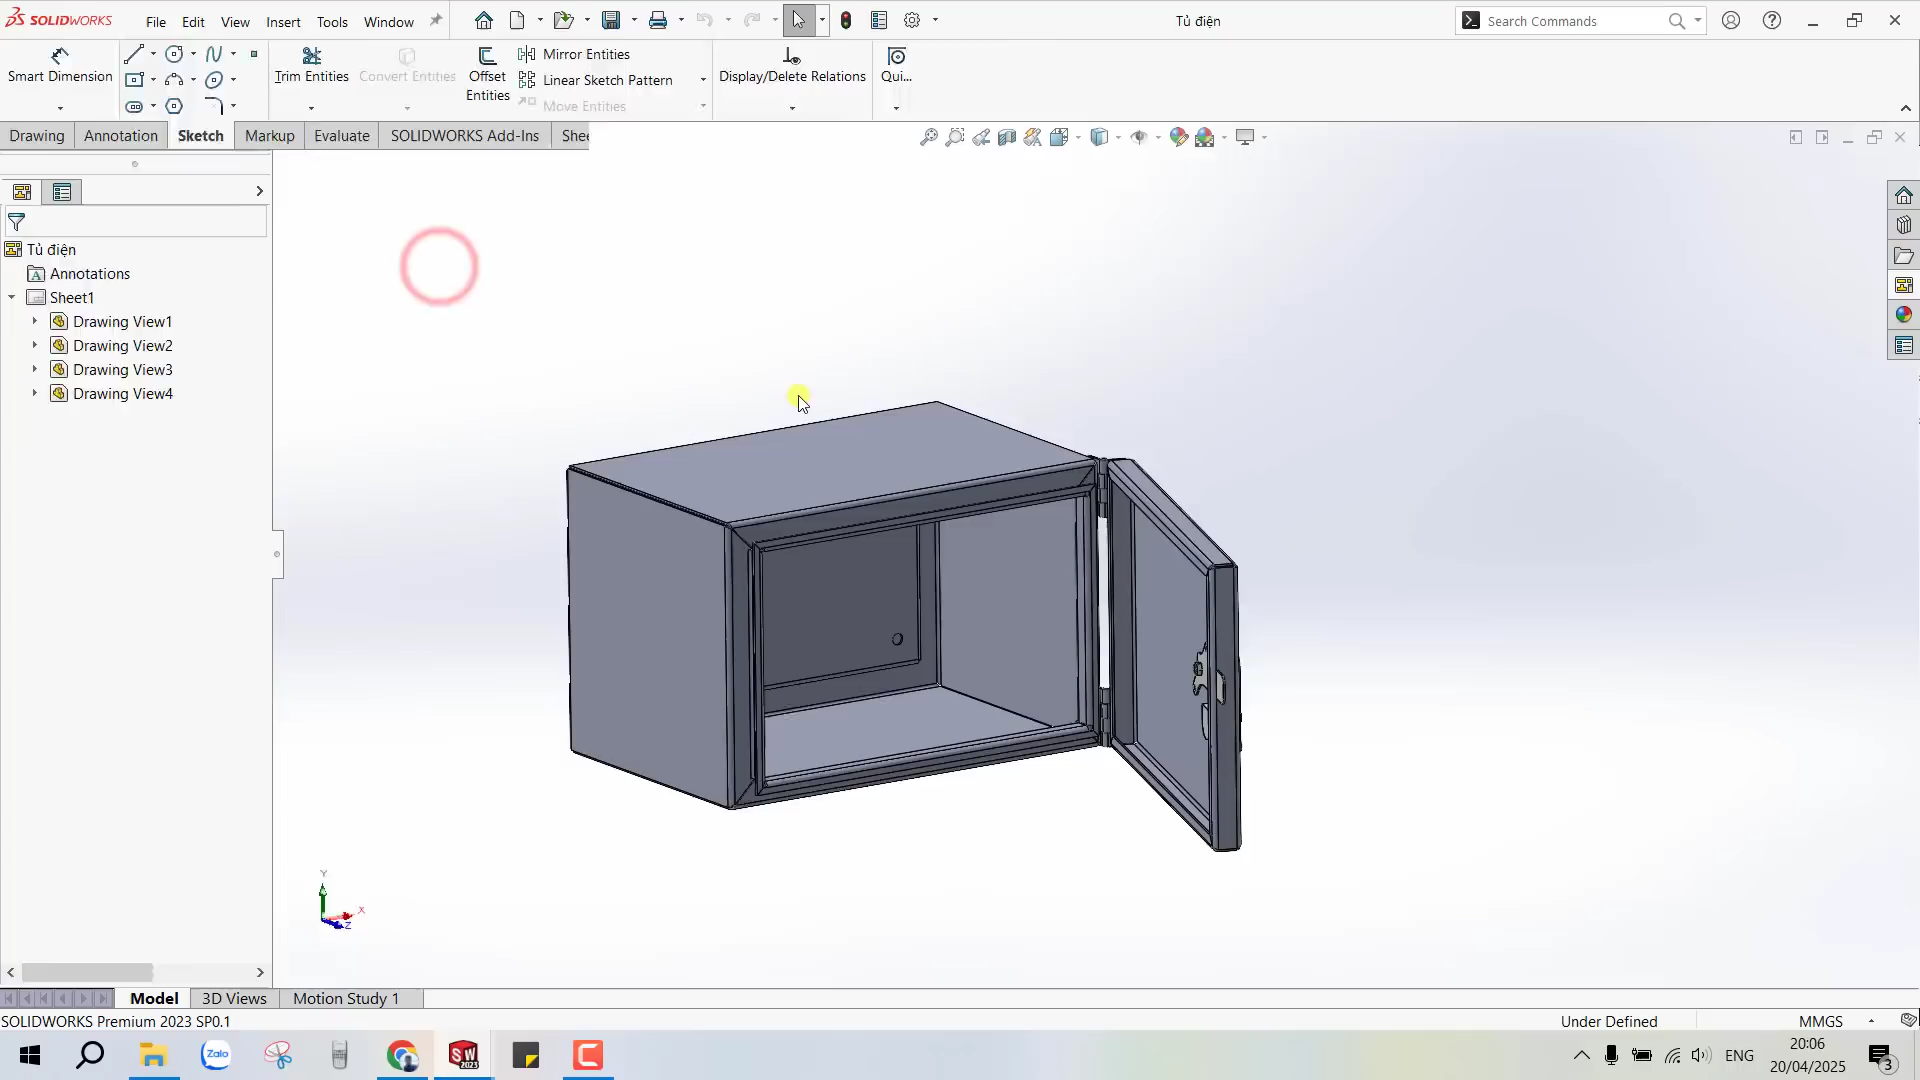 SOLIDWORKS
File Edit View Insert Tools Window
Tủ điện
Search Commands
Smart Dimension
Trim Entities
Convert Entities
Offset Entities
Mirror Entities
Linear Sketch Pattern
Move Entities
Display/Delete Relations
Qui...
Drawing Annotation Sketch Markup Evaluate SOLIDWORKS Add-Ins Shee
Tủ điện
Annotations
Sheet1
Drawing View1
Drawing View2
Drawing View3
Drawing View4
Y
X
Z
Model 3D Views Motion Study 1
SOLIDWORKS Premium 2023 SP0.1
Under Defined
MMGS
Zalo
SW
2023
ENG
20:06
20/04/2025
3